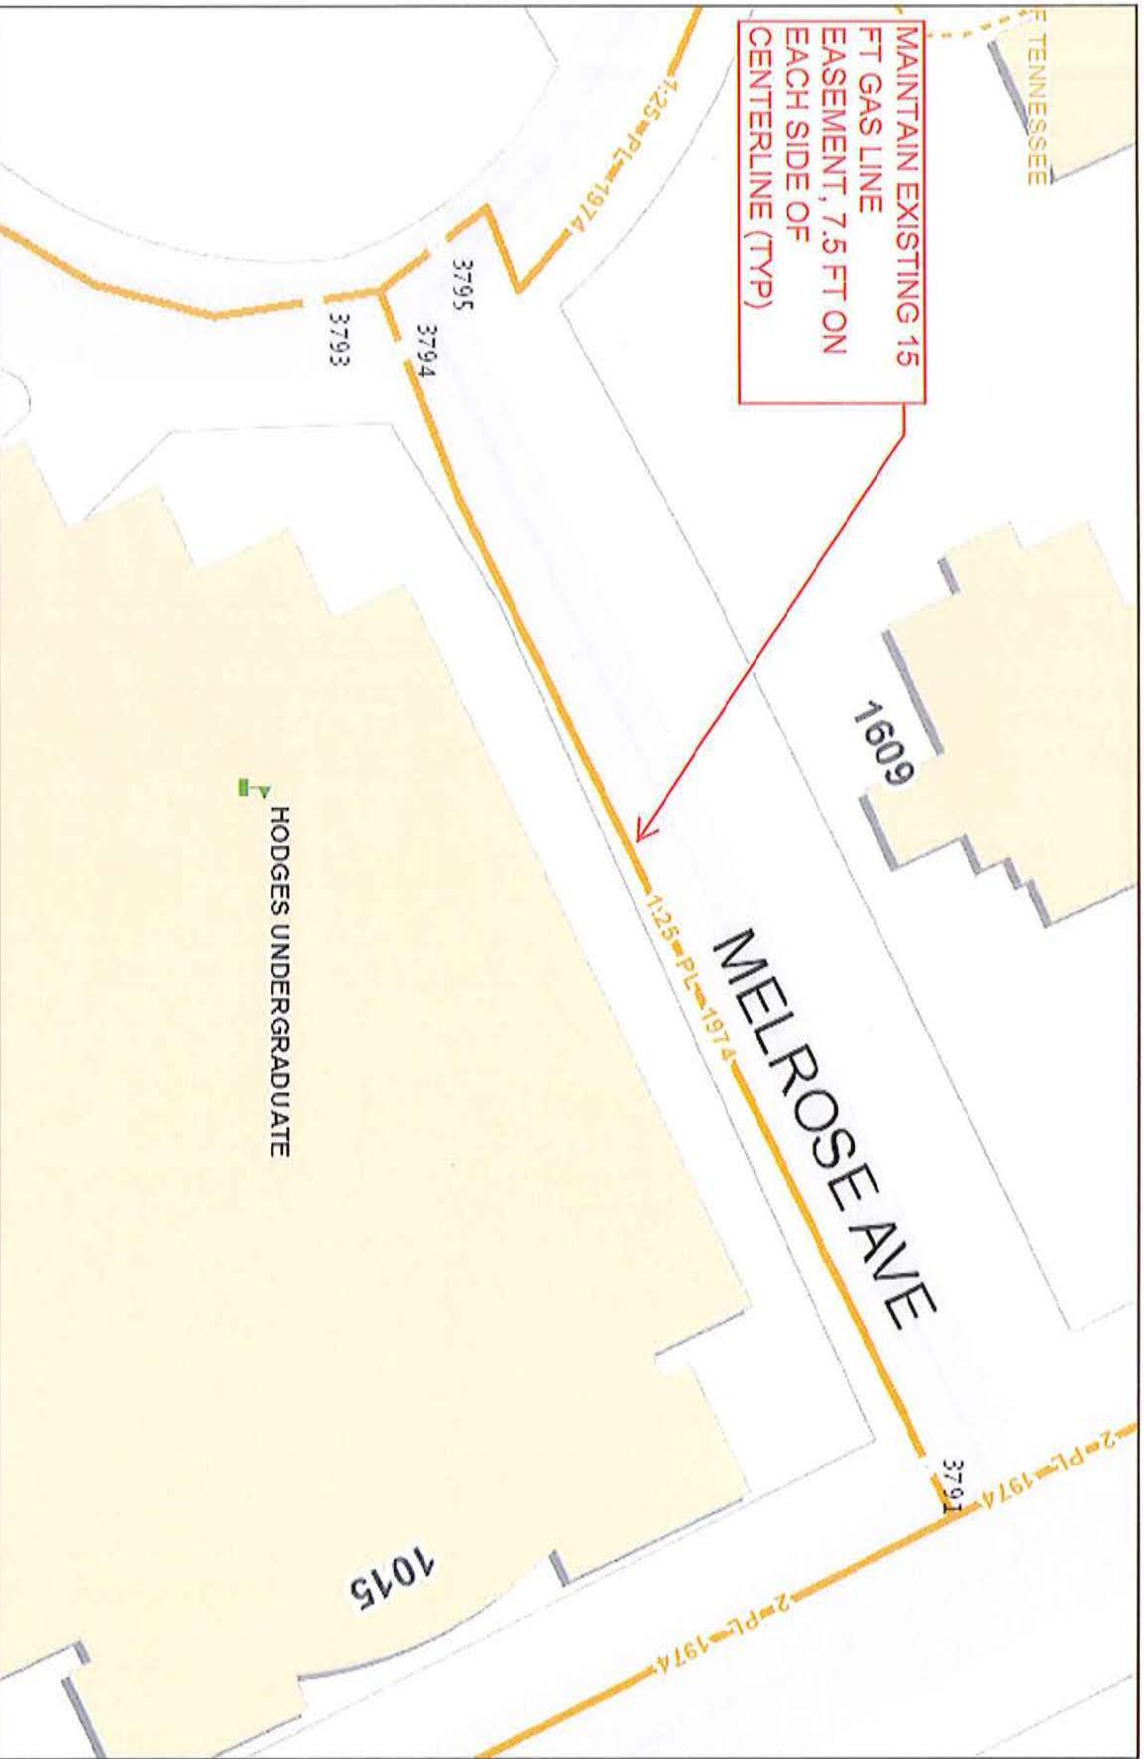 MAINTAIN EXISTING 15
FT GAS LINE
EASEMENT, 7.5 FT ON
EACH SIDE OF
CENTERLINE (TYP)
F TENNESSEE
1:25=PL=1974
3795
3794
3793
1609
HODGES UNDERGRADUATE
1:25=PL=1974
MELROSE AVE
3791
2=PL=1974
2=PL=1974
1015